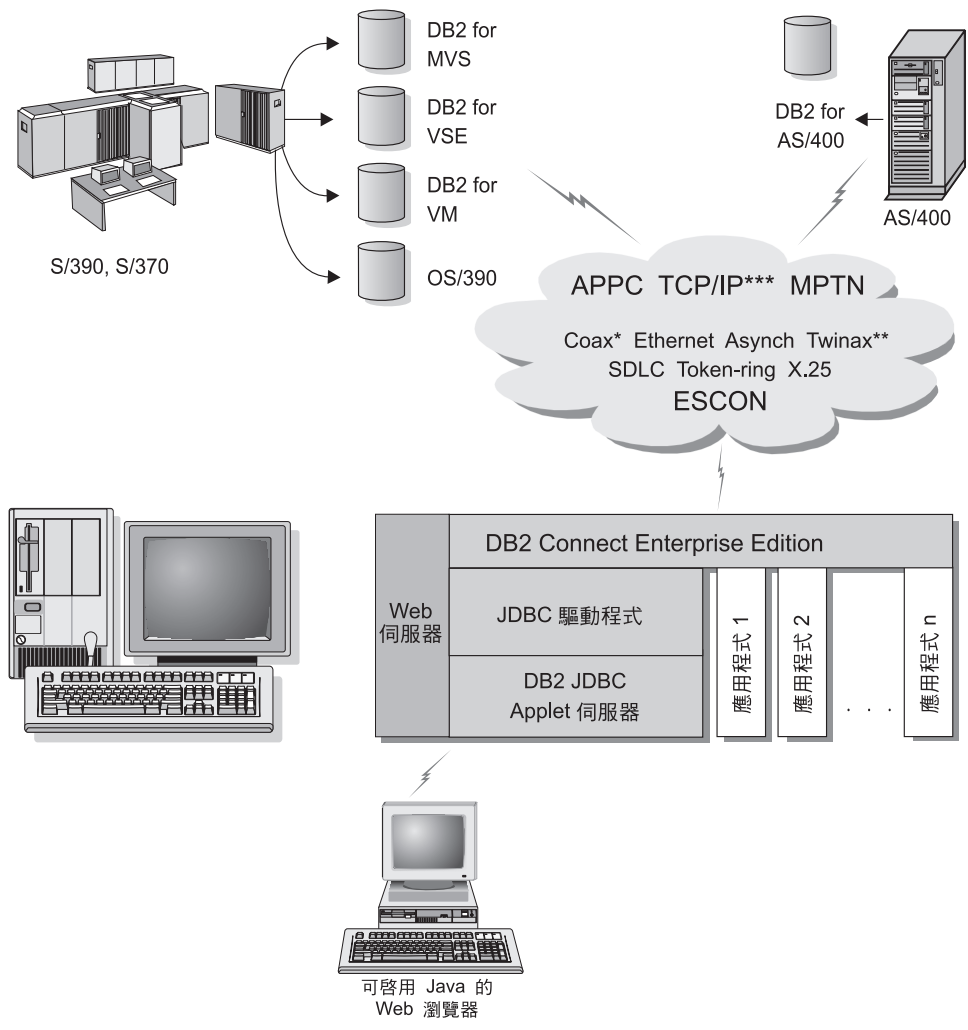 DB2 for
MVS
DB2 for
VSE
DB2 for
VM
OS/390
S/390, S/370
DB2 for
AS/400
AS/400
APPC TCP/IP*** MPTN
Coax* Ethernet Asynch Twinax**
SDLC Token-ring X.25
ESCON
DB2 Connect Enterprise Edition
Web
伺服器
JDBC 驅動程式
DB2 JDBC
Applet 伺服器
應用程式 1
應用程式 2
. . .
應用程式 n
可啓用 Java 的
Web 瀏覽器